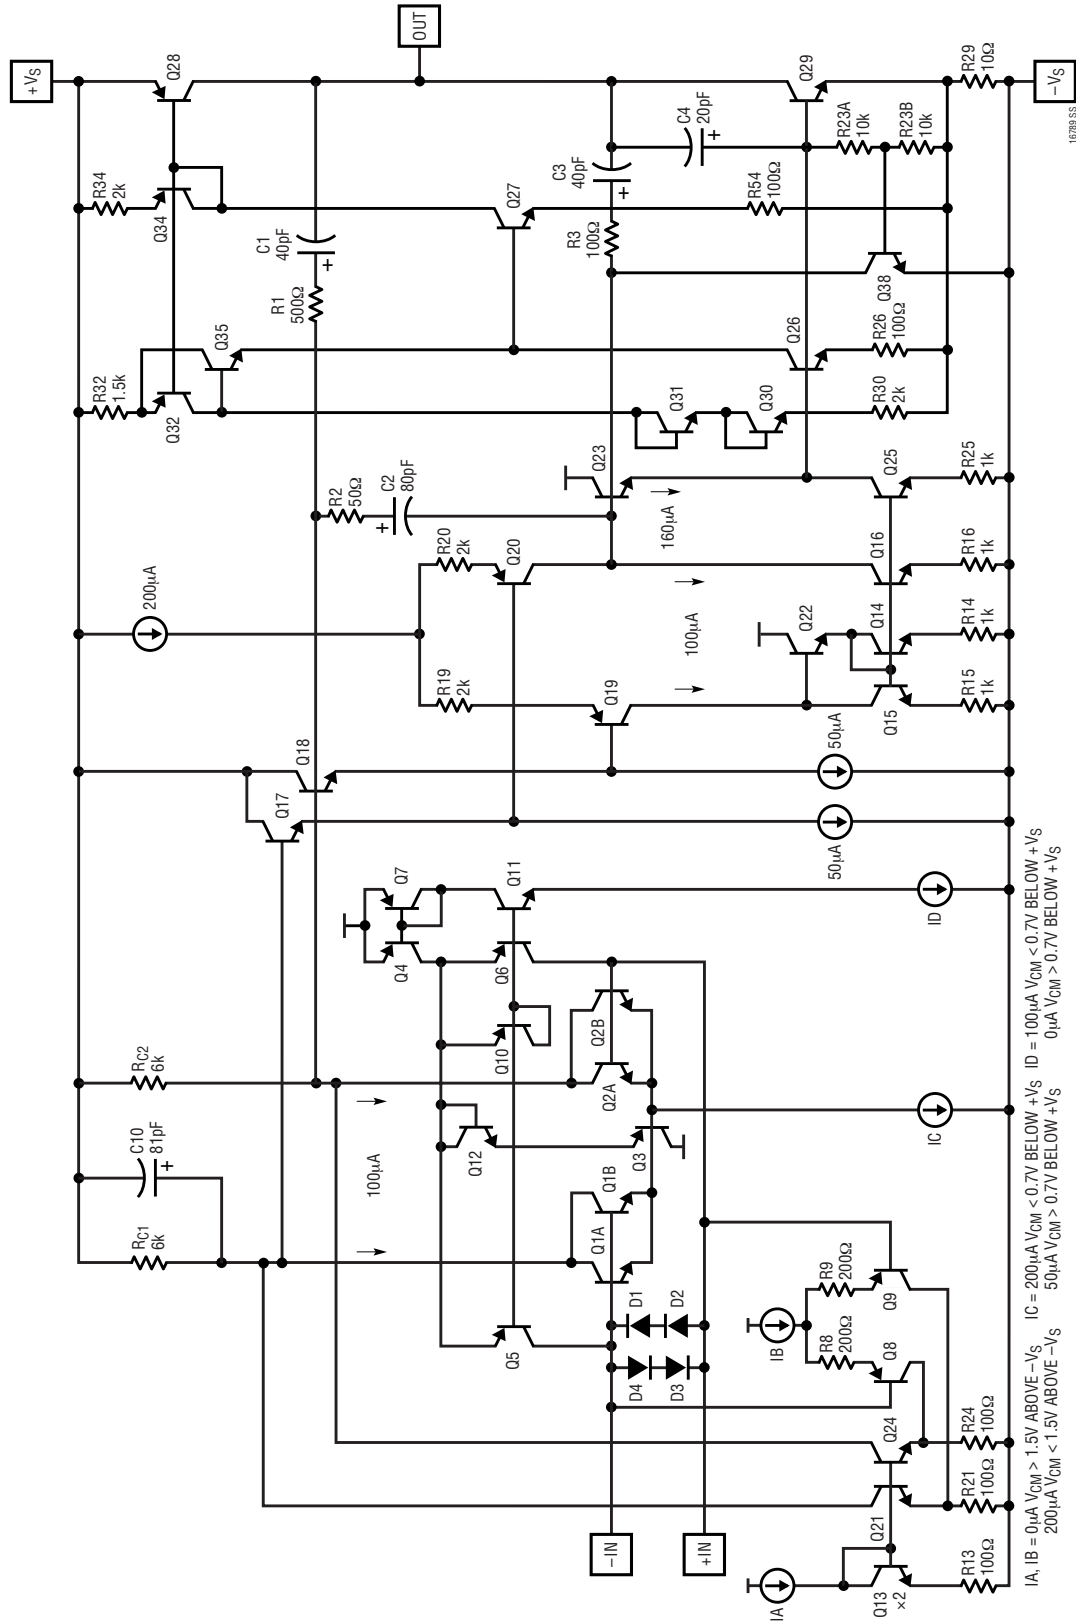 +VS
Q28
R34
2k
Q34
C1
40pF
+
R1
500Ω
R32
1.5k
Q32
Q35
OUT
Q27
C3
40pF
+
R3
100Ω
C4
20pF
+
Q29
R23A
10k
R23B
10k
R29
10Ω
−VS
R54
100Ω
Q38
Q26
R26
100Ω
Q31
Q30
R30
2k
R2
50Ω
+
C2
80pF
Q23
160µA
Q25
R25
1k
200µA
R20
2k
Q20
R19
2k
Q19
100µA
Q22
Q16
R16
1k
Q14
R14
1k
Q15
R15
1k
Q18
Q17
50µA
50µA
Q7
Q4
Q11
Q6
Q10
ID
RC2
6k
C10
81pF
+
RC1
6k
100µA
Q12
Q2B
Q2A
Q3
Q1B
Q1A
IC
Q5
D1
D2
D4
D3
R9
200Ω
R8
200Ω
IB
Q9
Q8
Q24
R24
100Ω
Q21
R21
100Ω
−IN
+IN
IA
Q13
×2
R13
100Ω
IA, IB = 0µA VCM > 1.5V ABOVE −VS
200µA VCM < 1.5V ABOVE −VS
IC = 200µA VCM < 0.7V BELOW +VS
50µA VCM > 0.7V BELOW +VS
ID = 100µA VCM < 0.7V BELOW +VS
0µA VCM > 0.7V BELOW +VS
16789 SS